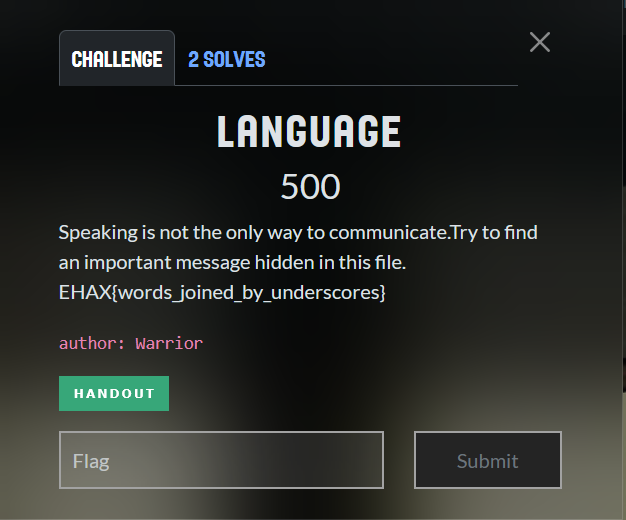 CHALLENGE
2 SOLVES
LANGUAGE
500
Speaking is not the only way to communicate.Try to find
an important message hidden in this file.
EHAX{words_joined_by_underscores}
author: Warrior
HANDOUT
Flag
Submit